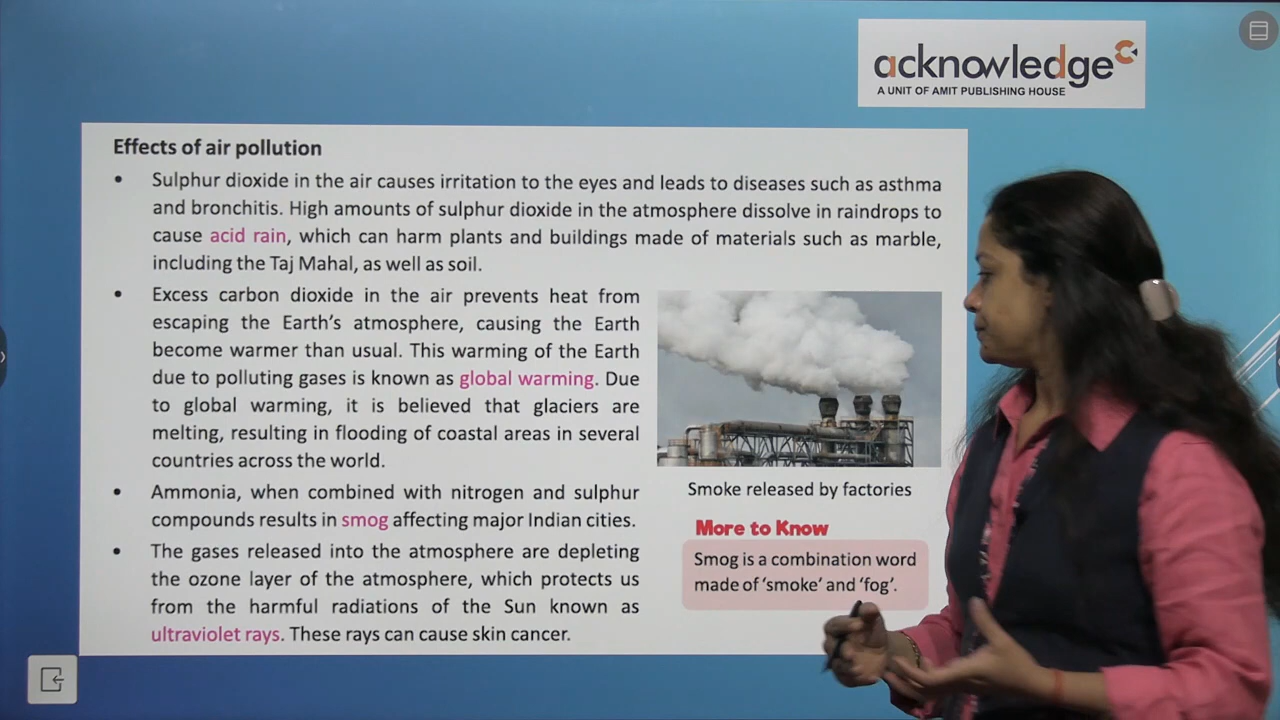 acknowledge
A UNIT OF AMIT PUBLISHING HOUSE
Effects of air pollution
• Sulphur dioxide in the air causes irritation to the eyes and leads to diseases such as asthma
and bronchitis. High amounts of sulphur dioxide in the atmosphere dissolve in raindrops to
cause acid rain, which can harm plants and buildings made of materials such as marble,
including the Taj Mahal, as well as soil.
• Excess carbon dioxide in the air prevents heat from
escaping the Earth's atmosphere, causing the Earth
become warmer than usual. This warming of the Earth
due to polluting gases is known as global warming. Due
to global warming, it is believed that glaciers are
melting, resulting in flooding of coastal areas in several
countries across the world.
• Ammonia, when combined with nitrogen and sulphur
compounds results in smog affecting major Indian cities.
• The gases released into the atmosphere are depleting
the ozone layer of the atmosphere, which protects us
from the harmful radiations of the Sun known as
ultraviolet rays. These rays can cause skin cancer.
Smoke released by factories
More to Know
Smog is a combination word
made of 'smoke' and 'fog'.